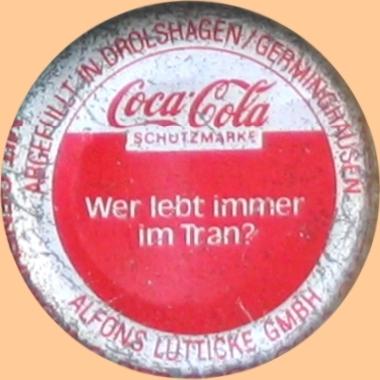 ABGEFÜLLT IN DROLSHAGEN/GERMINGHAUSEN
Coca-Cola
SCHUTZMARKE
Wer lebt immer
im Tran?
ALFONS LÜTTICKE GMBH